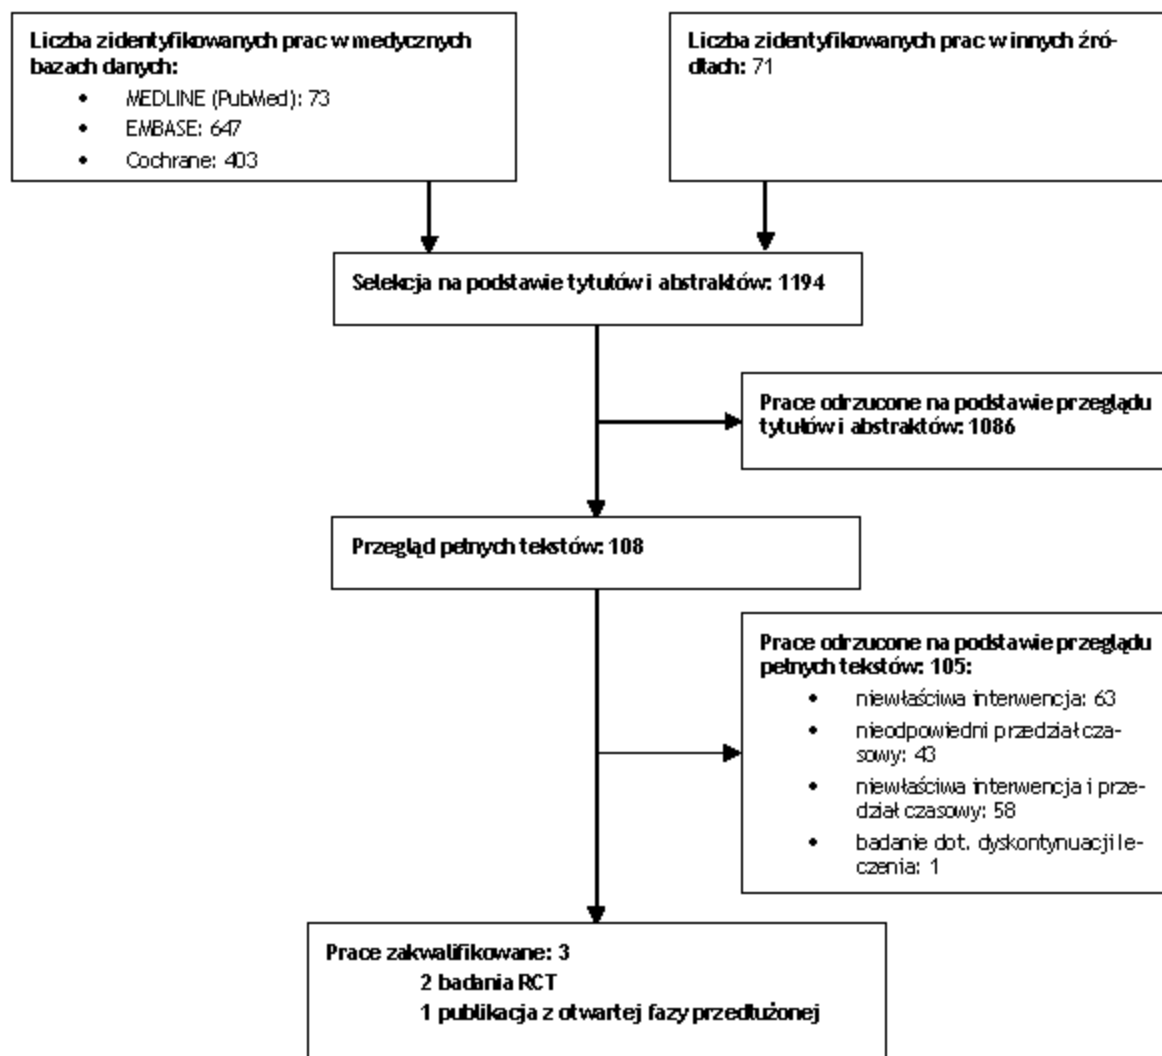 Liczba zidentyfikowanych prac w medycznych
bazach danych:
• MEDLINE (PubMed): 73
• EMBASE: 647
• Cochrane: 403
Liczba zidentyfikowanych prac w innych źró-
dłach: 71
Selekcja na podstawie tytułów i abstraktów: 1194
Prace odrzucone na podstawie przeglądu
tytułów i abstraktów: 1086
Przegląd pełnych tekstów: 108
Prace odrzucone na podstawie przeglądu
pełnych tekstów: 105:
• niewłaściwa interwencja: 63
• nieodpowiedni przedział cza-
sowy: 43
• niewłaściwa interwencja i prze-
dział czasowy: 58
• badanie dot. dyskontynuacji le-
czenia: 1
Prace zakwalifikowane: 3
2 badania RCT
1 publikacja z otwartej fazy przedłużonej